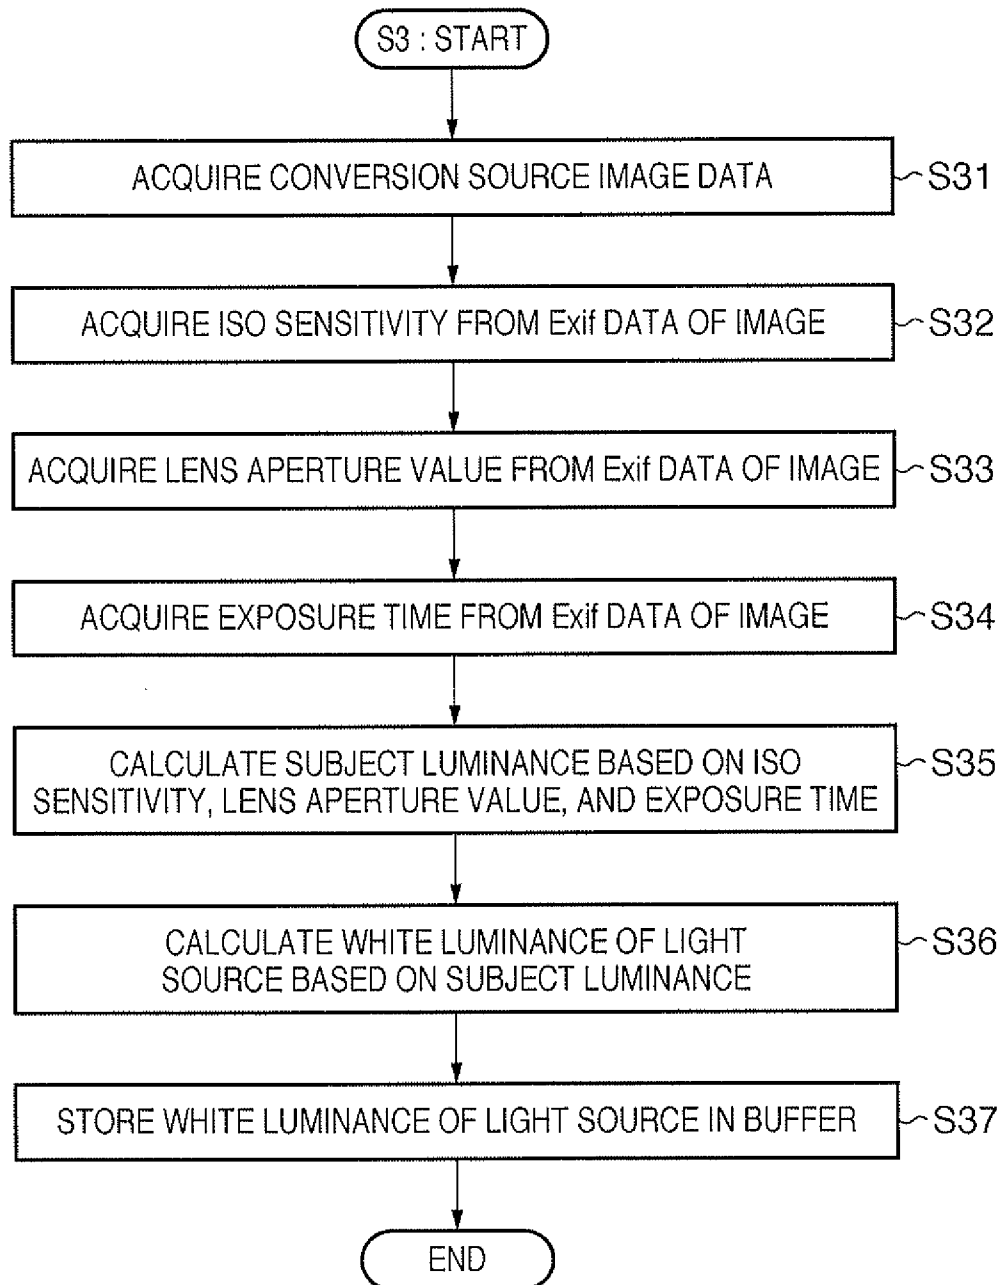 S3 : START
ACQUIRE CONVERSION SOURCE IMAGE DATA
S31
ACQUIRE ISO SENSITIVITY FROM Exif DATA OF IMAGE
S32
ACQUIRE LENS APERTURE VALUE FROM Exif DATA OF IMAGE
S33
ACQUIRE EXPOSURE TIME FROM Exif DATA OF IMAGE
S34
CALCULATE SUBJECT LUMINANCE BASED ON ISO
SENSITIVITY, LENS APERTURE VALUE, AND EXPOSURE TIME
S35
CALCULATE WHITE LUMINANCE OF LIGHT
SOURCE BASED ON SUBJECT LUMINANCE
S36
STORE WHITE LUMINANCE OF LIGHT SOURCE IN BUFFER
S37
END